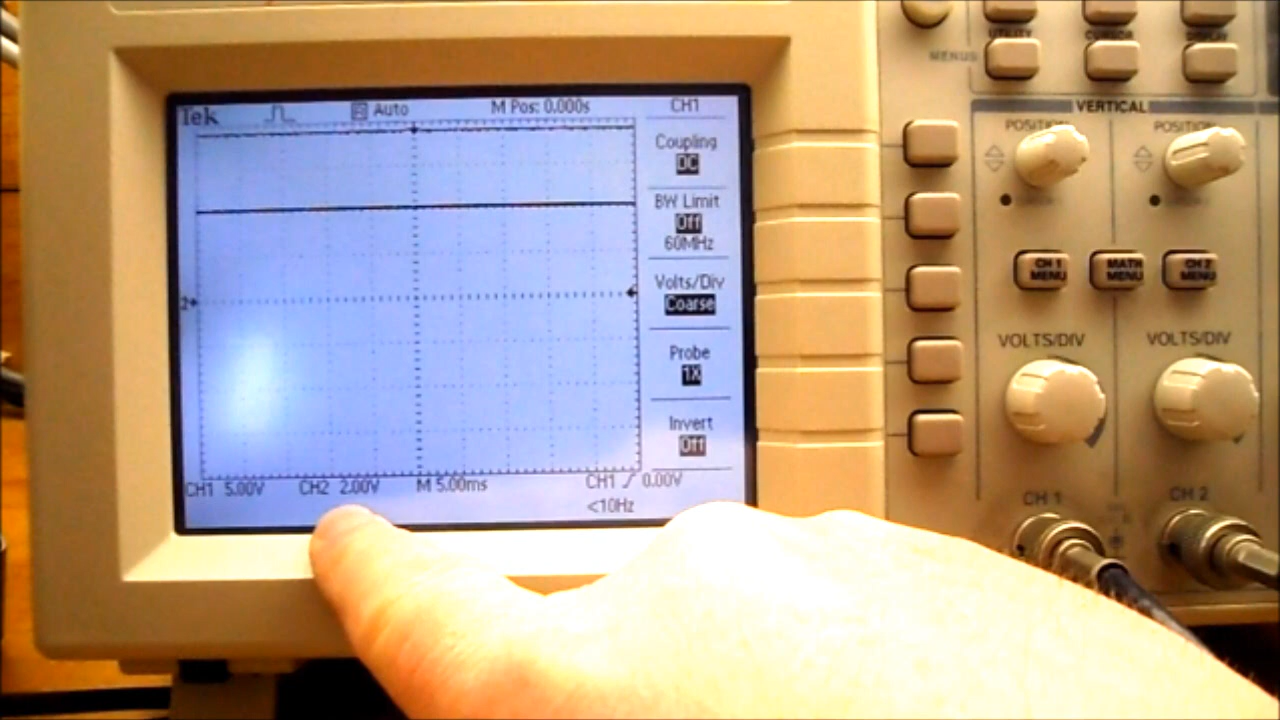 Tek Auto M Pos: 0.000s CH1
Coupling
DC
BW Limit
Off
60MHz
Volts/Div
Coarse
Probe
1X
Invert
Off
2
CH1 5.00V CH2 2.00V M 5.00ms CH1 0.00V
<10Hz
UTILITY CURSOR DISPLAY
MENUS
VERTICAL
POSITION POSITION
CH 1 MENU
MATH MENU
CH 2 MENU
VOLTS/DIV VOLTS/DIV
CH 1 CH 2